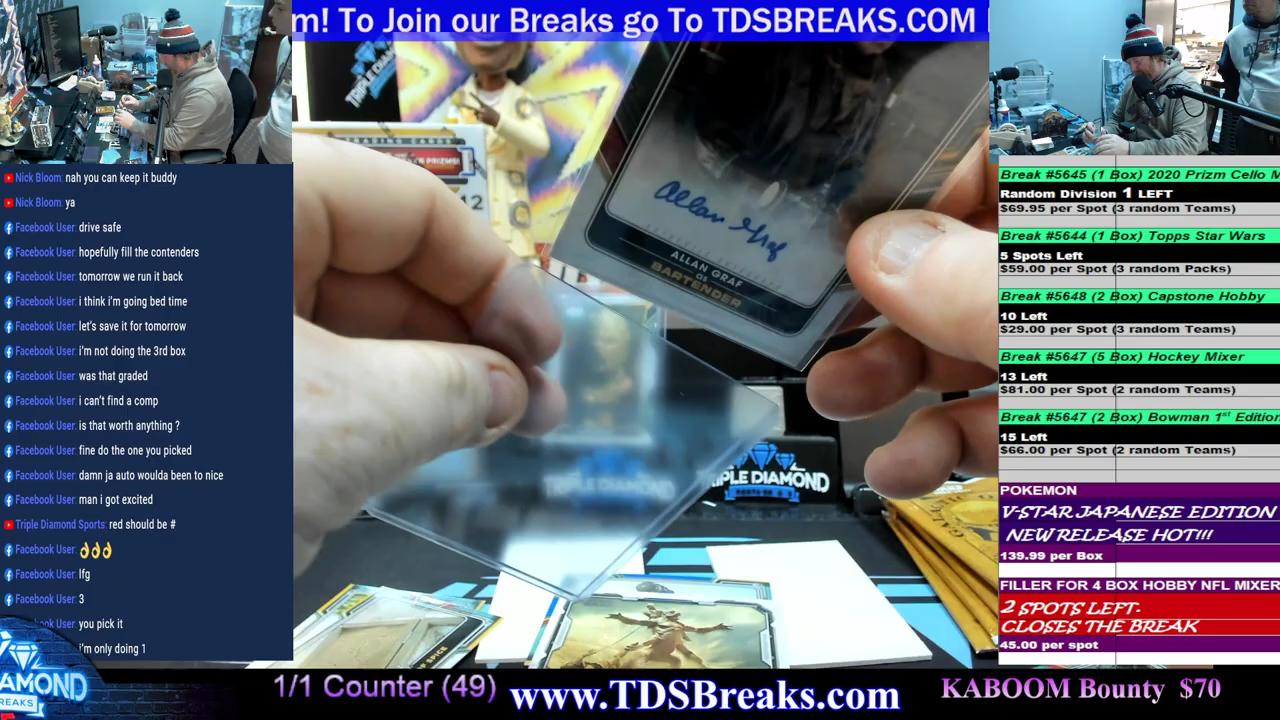 m! To Join our Breaks go To TDSBREAKS.COM
Nick Bloom: nah you can keep it buddy
Nick Bloom: ya
Facebook User: drive safe
Facebook User: hopefully fill the contenders
Facebook User: tomorrow we run it back
Facebook User: i think i'm going bed time
Facebook User: let's save it for tomorrow
Facebook User: i'm not doing the 3rd box
Facebook User: was that graded
Facebook User: i can't find a comp
Facebook User: is that worth anything ?
Facebook User: fine do the one you picked
Facebook User: damn ja auto woulda been to nice
Facebook User: man i got excited
Triple Diamond Sports: red should be #
Facebook User: 👌👌👌
Facebook User: lfg
Facebook User: 3
ook User: you pick it
i'm only doing 1
AMOND
BREAKS
TRIPLE DIAMOND
12
Allan Graf
ALLAN GRAF
as
BARTENDER
TRIPLE DIAMOND
SPICE
Break #5645 (1 Box) 2020 Prizm Cello M
Random Division 1 LEFT
$69.95 per Spot (3 random Teams)
Break #5644 (1 Box) Topps Star Wars
5 Spots Left
$59.00 per Spot (3 random Packs)
Break #5648 (2 Box) Capstone Hobby
10 Left
$29.00 per Spot (3 random Teams)
Break #5647 (5 Box) Hockey Mixer
13 Left
$81.00 per Spot (2 random Teams)
Break #5647 (2 Box) Bowman 1st Edition
15 Left
$66.00 per Spot (2 random Teams)
POKEMON
V-STAR JAPANESE EDITION
NEW RELEASE HOT!!!
139.99 per Box
FILLER FOR 4 BOX HOBBY NFL MIXER
2 SPOTS LEFT.
CLOSES THE BREAK
45.00 per spot
1/1 Counter (49)
www.TDSBreaks.com
KABOOM Bounty $70